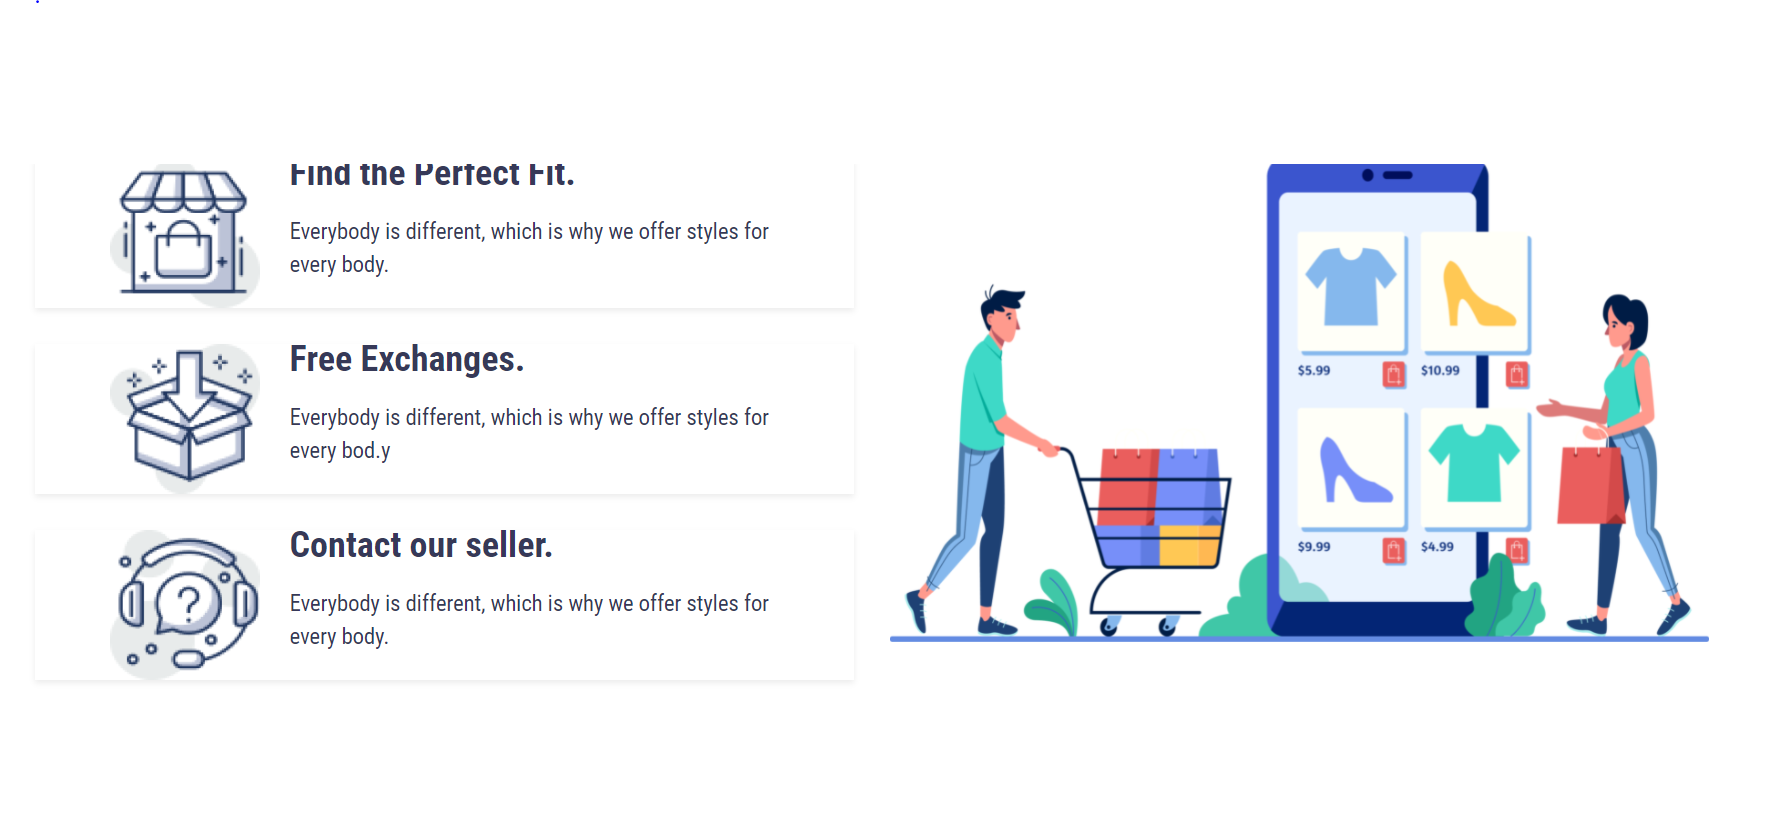 Find the Perfect Fit.
Everybody is different, which is why we offer styles for
every body.
Free Exchanges.
Everybody is different, which is why we offer styles for
every bod.y
Contact our seller.
Everybody is different, which is why we offer styles for
every body.
$5.99
$10.99
$9.99
$4.99
?